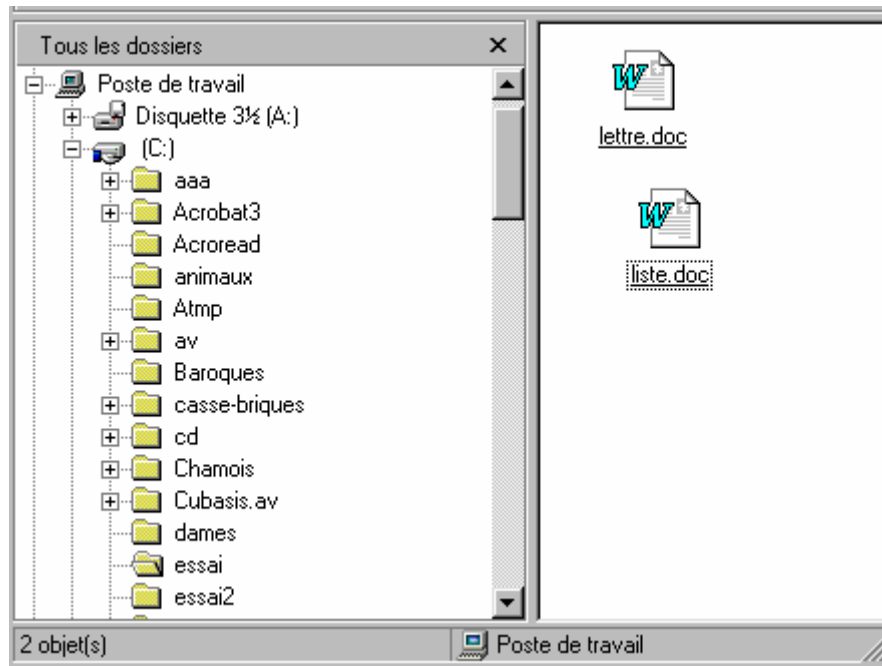 Tous les dossiers
Poste de travail
Disquette 3½ (A:)
(C:)
aaa
Acrobat3
Acroread
animaux
Atmp
av
Baroques
casse-briques
cd
Chamois
Cubasis.av
dames
essai
essai2
lettre.doc
liste.doc
2 objet(s)
Poste de travail